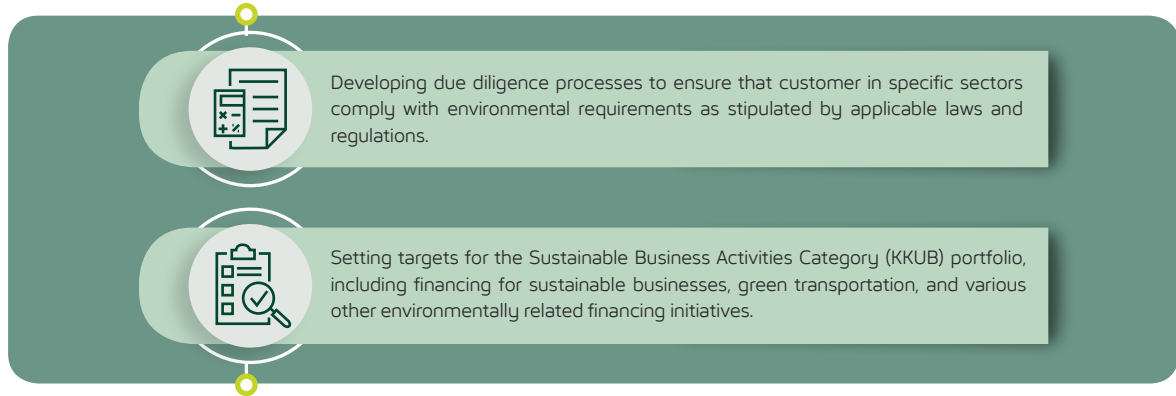 Developing due diligence processes to ensure that customer in specific sectors
comply with environmental requirements as stipulated by applicable laws and
regulations.
Setting targets for the Sustainable Business Activities Category (KKUB) portfolio,
including financing for sustainable businesses, green transportation, and various
other environmentally related financing initiatives.